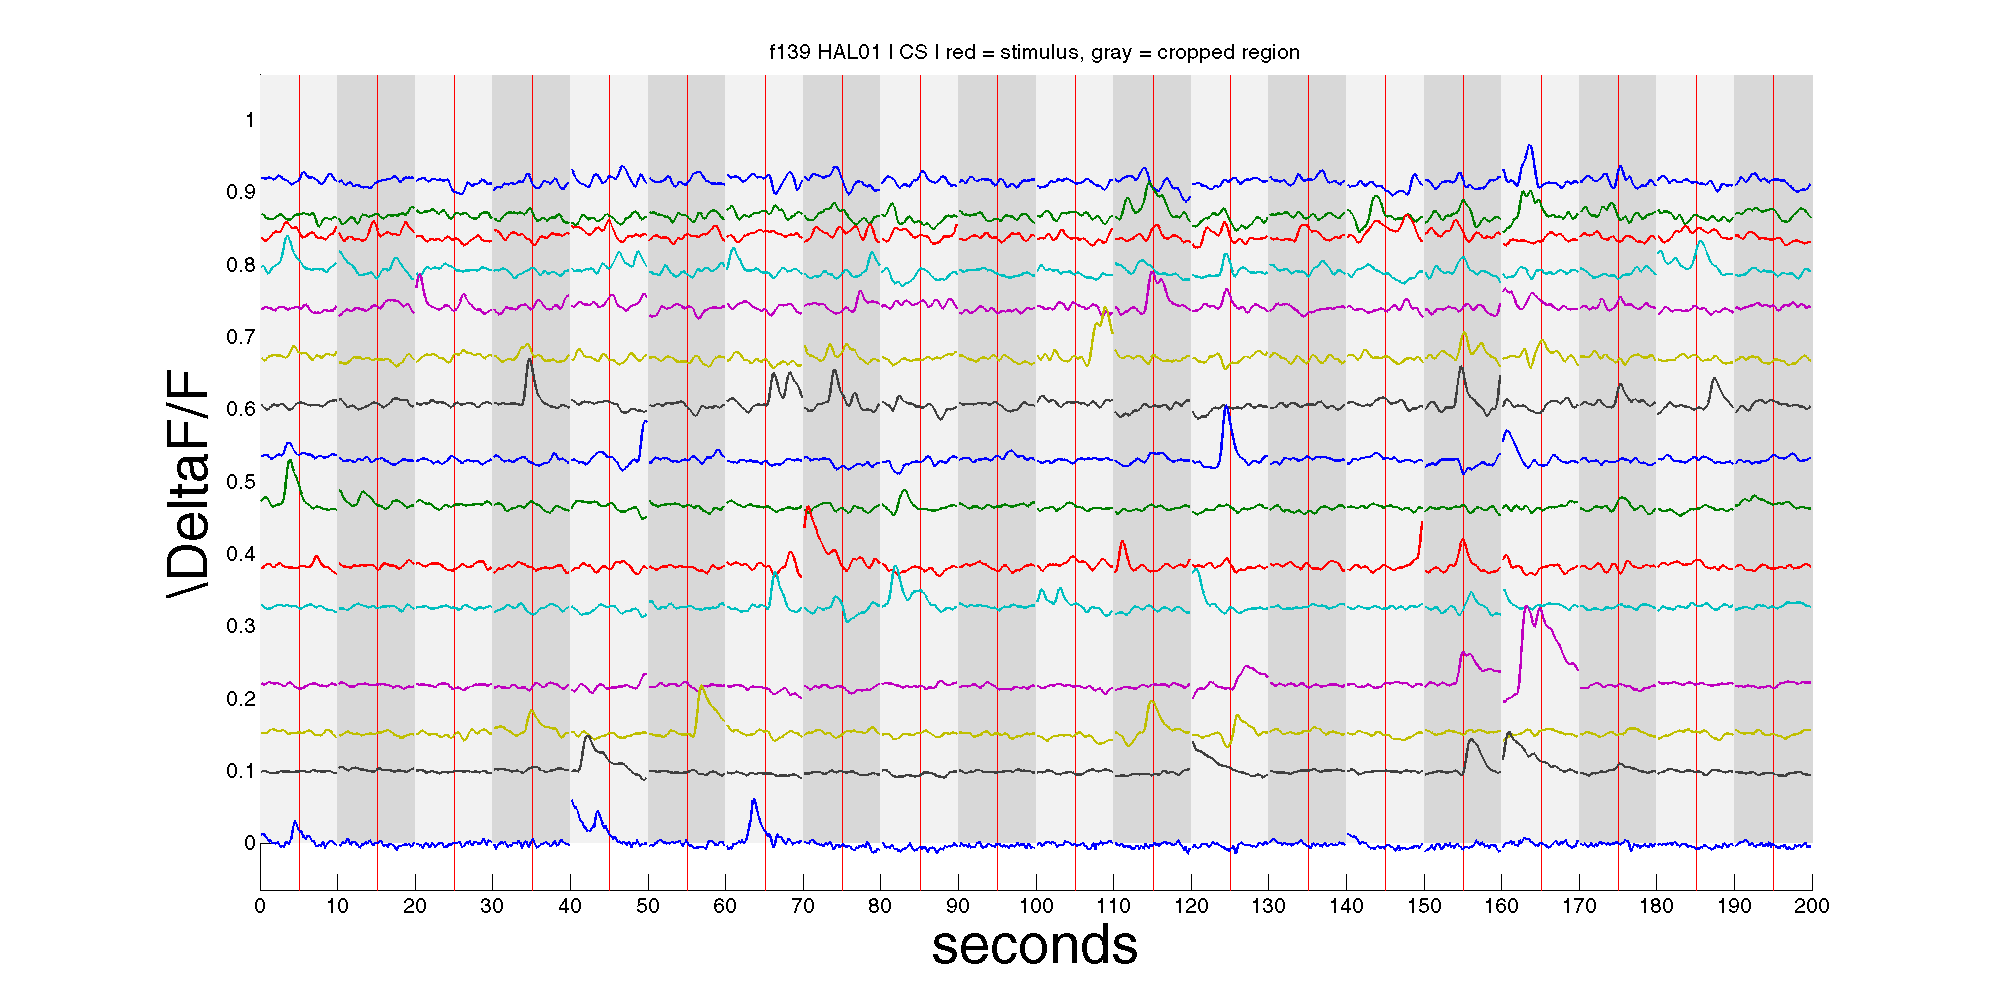 f139 HAL01 | CS | red = stimulus, gray = cropped region
1
0.9
0.8
0.7
0.6
0.5
0.4
0.3
0.2
0.1
0
\DeltaF/F
0 10 20 30 40 50 60 70 80 90 100 110 120 130 140 150 160 170 180 190 200
seconds